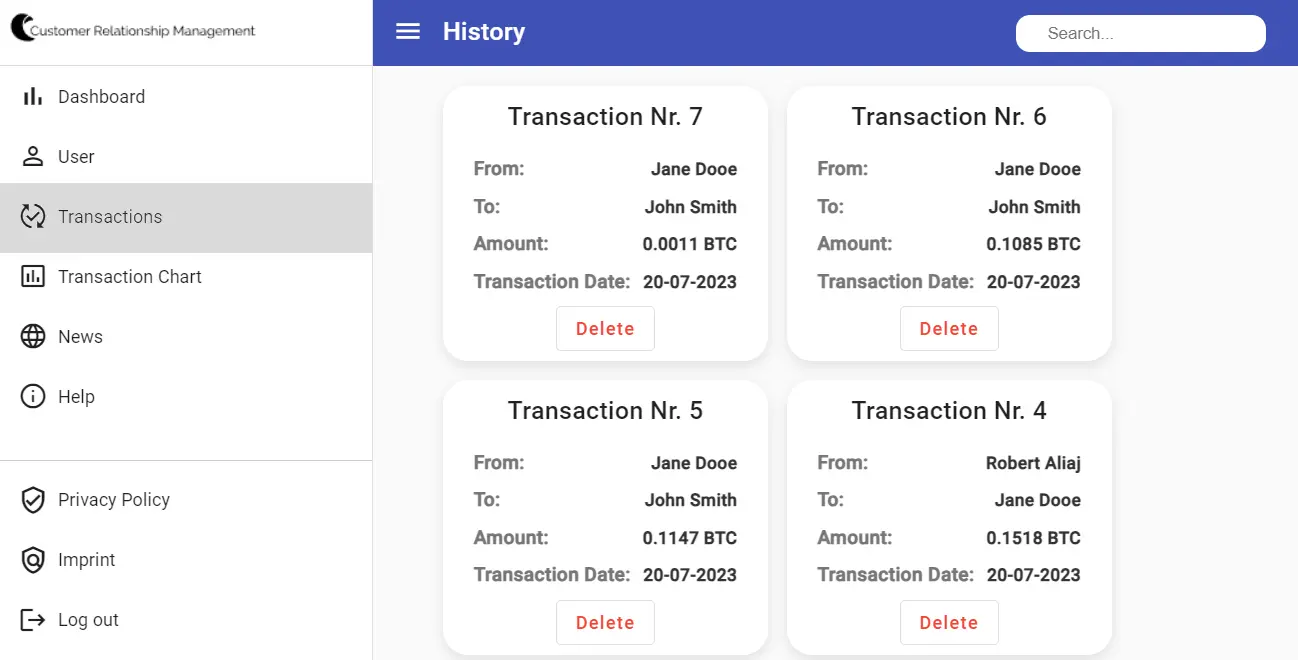 Customer Relationship Management
Dashboard
User
Transactions
Transaction Chart
News
Help
Privacy Policy
Imprint
Log out
History
Search...
Transaction Nr. 7
From: Jane Dooe
To: John Smith
Amount: 0.0011 BTC
Transaction Date: 20-07-2023
Delete
Transaction Nr. 6
From: Jane Dooe
To: John Smith
Amount: 0.1085 BTC
Transaction Date: 20-07-2023
Delete
Transaction Nr. 5
From: Jane Dooe
To: John Smith
Amount: 0.1147 BTC
Transaction Date: 20-07-2023
Delete
Transaction Nr. 4
From: Robert Aliaj
To: Jane Dooe
Amount: 0.1518 BTC
Transaction Date: 20-07-2023
Delete